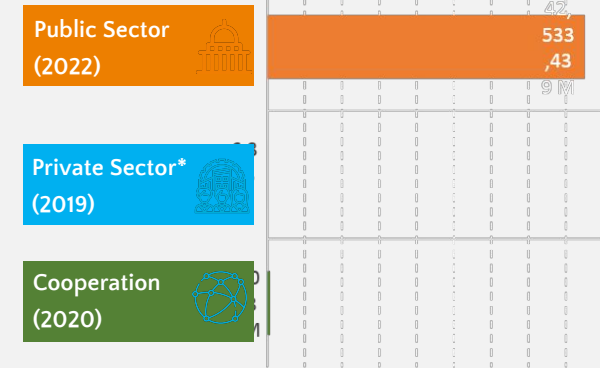 Public Sector
(2022)
42,
533
,43
9 M
Private Sector*
(2019)
Cooperation
(2020)